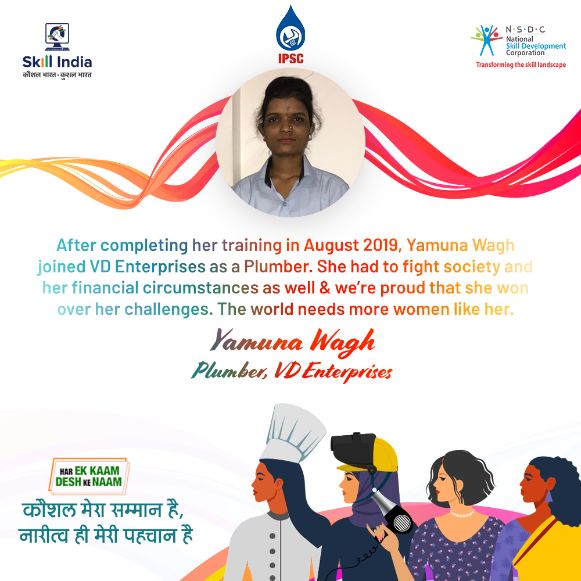 Skill India
कौशल भारत - कुशल भारत
IPSC
N·S·D·C
National
Skill Development
Corporation
Transforming the skill landscape
After completing her training in August 2019, Yamuna Wagh
joined VD Enterprises as a Plumber. She had to fight society and
her financial circumstances as well & we’re proud that she won
over her challenges. The world needs more women like her.
Yamuna Wagh
Plumber, VD Enterprises
HAR EK KAAM
DESH KE NAAM
कौशल मेरा सम्मान है,
नारीत्व ही मेरी पहचान है